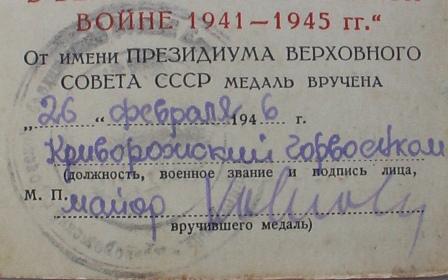 ВОЙНЕ 1941—1945 гг.“
От имени ПРЕЗИДИУМА ВЕРХОВНОГО
СОВЕТА СССР МЕДАЛЬ ВРУЧЕНА
„26“ февраля 1946 г.
Криворожский горвоенком
(должность, военное звание и подпись лица,
М. П. майор
вручившего медаль)